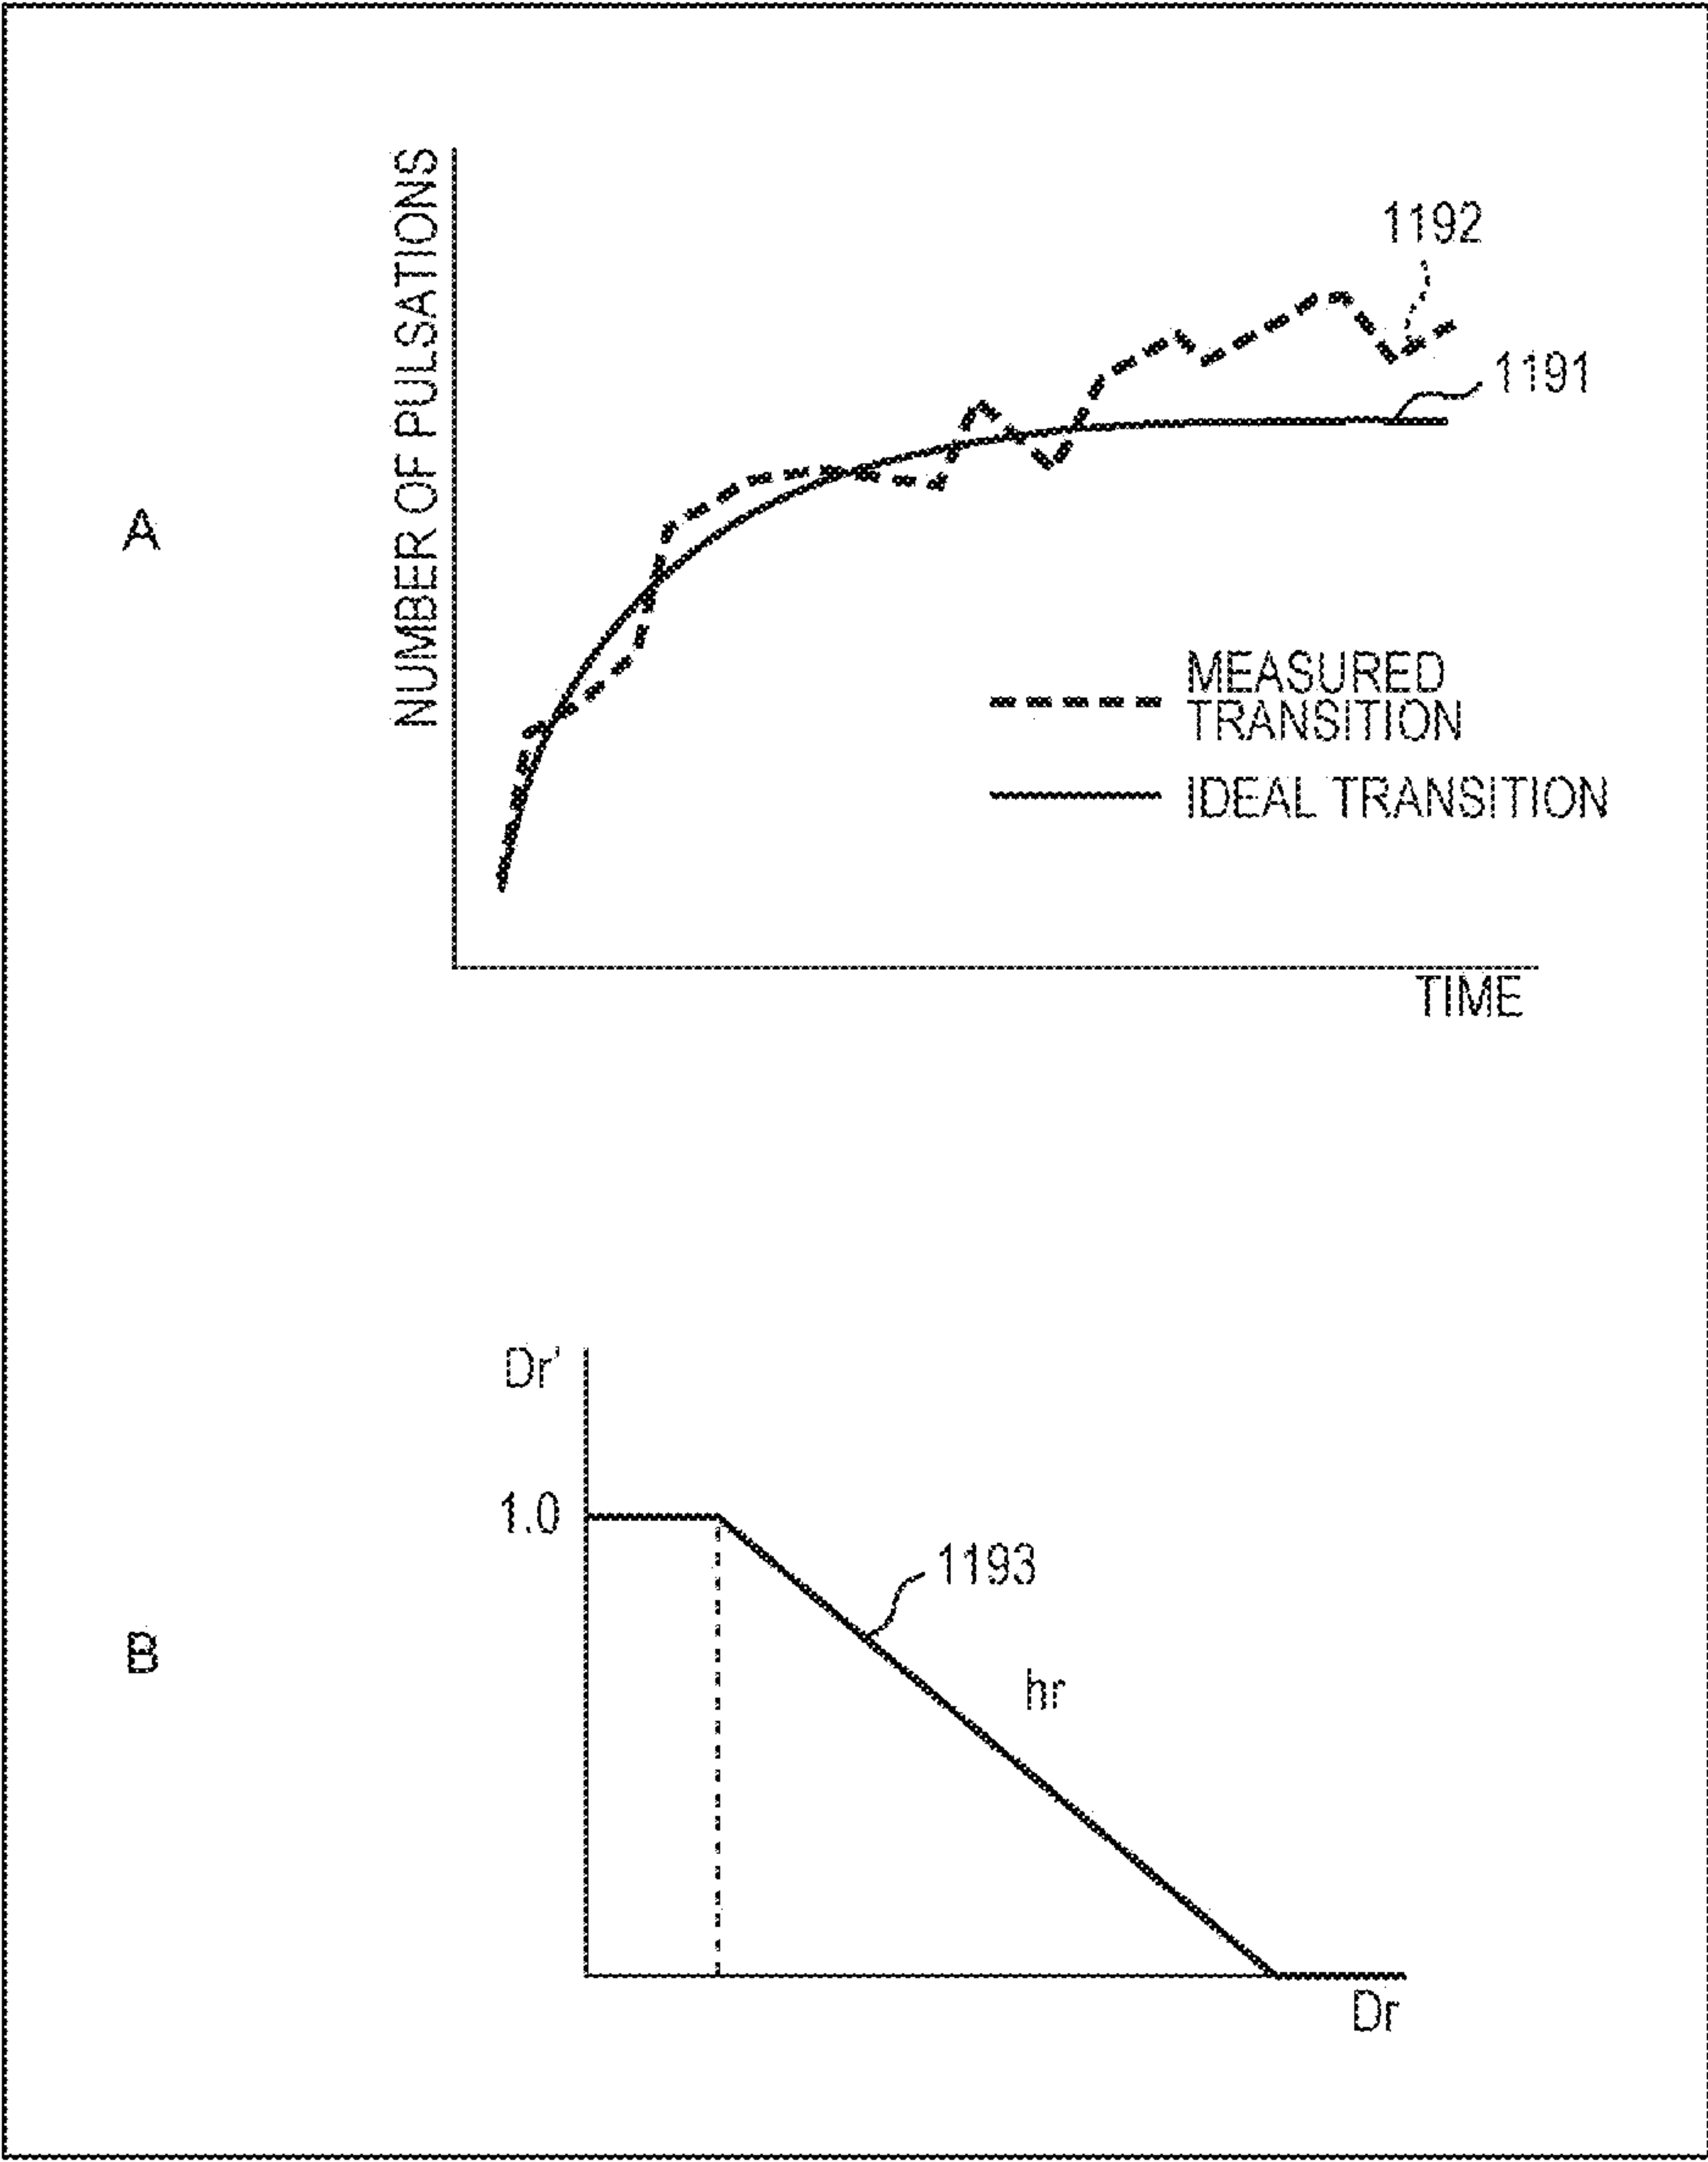 A
NUMBER OF PULSATIONS
1192
1191
MEASURED
TRANSITION
IDEAL TRANSITION
TIME
B
Dr'
1.0
1193
hr
Dr